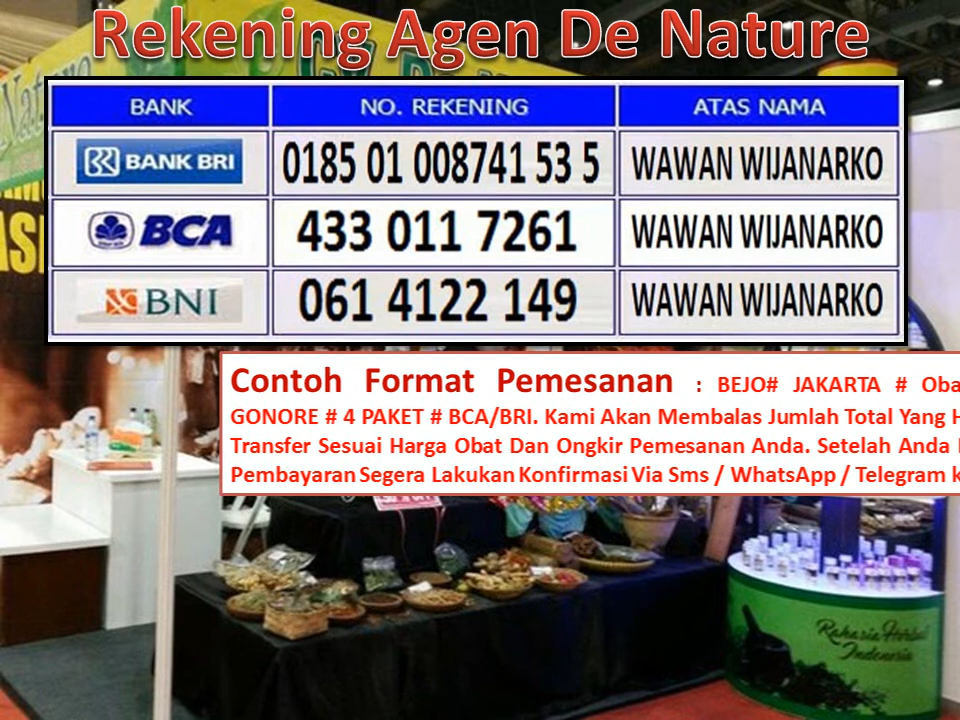 Rekening Agen De Nature
BANK NO. REKENING ATAS NAMA
BANK BRI 0185 01 008741 53 5 WAWAN WIJANARKO
BCA 433 011 7261 WAWAN WIJANARKO
BNI 061 4122 149 WAWAN WIJANARKO
Contoh Format Pemesanan : BEJO# JAKARTA # Oba
GONORE # 4 PAKET # BCA/BRI. Kami Akan Membalas Jumlah Total Yang H
Transfer Sesuai Harga Obat Dan Ongkir Pemesanan Anda. Setelah Anda
Pembayaran Segera Lakukan Konfirmasi Via Sms / WhatsApp / Telegram k
Rahasia Herbal
Indonesia